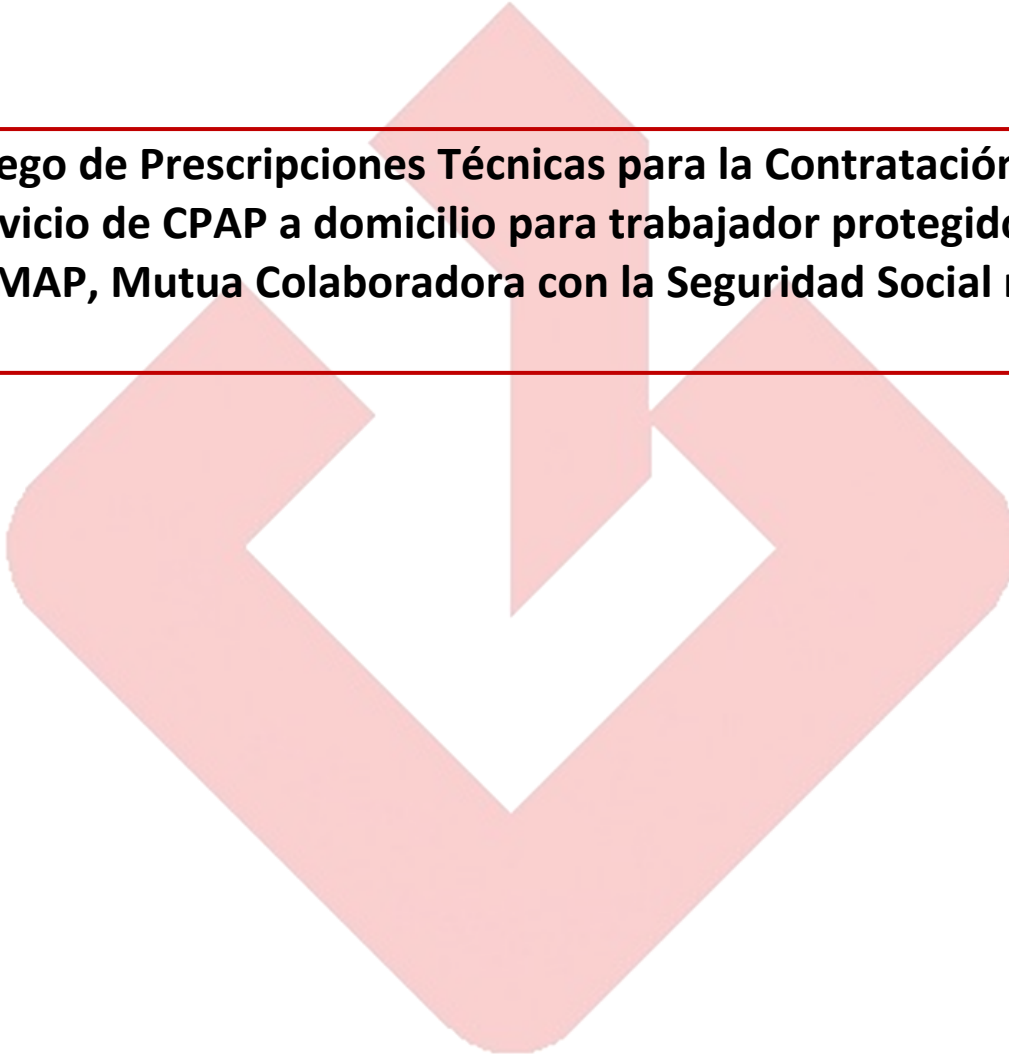 ego de Prescripciones Técnicas para la Contratación
vicio de CPAP a domicilio para trabajador protegido
MAP, Mutua Colaboradora con la Seguridad Social